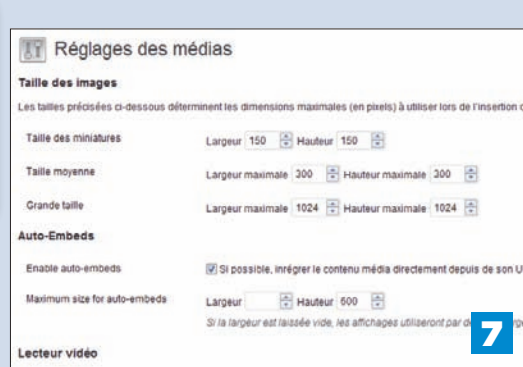 Réglages des médias
Taille des images
Les tailles précisées ci-dessous déterminent les dimensions maximales (en pixels) à utiliser lors de l'insertion
Taille des miniatures Largeur 150 Hauteur 150
Taille moyenne Largeur maximale 300 Hauteur maximale 300
Grande taille Largeur maximale 1024 Hauteur maximale 1024
Auto-Embeds
Enable auto-embeds Si possible, inrégrer le contenu média directement depuis de son U
Maximum size for auto-embeds Largeur Hauteur 600
Si la largeur est laissée vide, les affichages utiliseront par
7
Lecteur vidéo